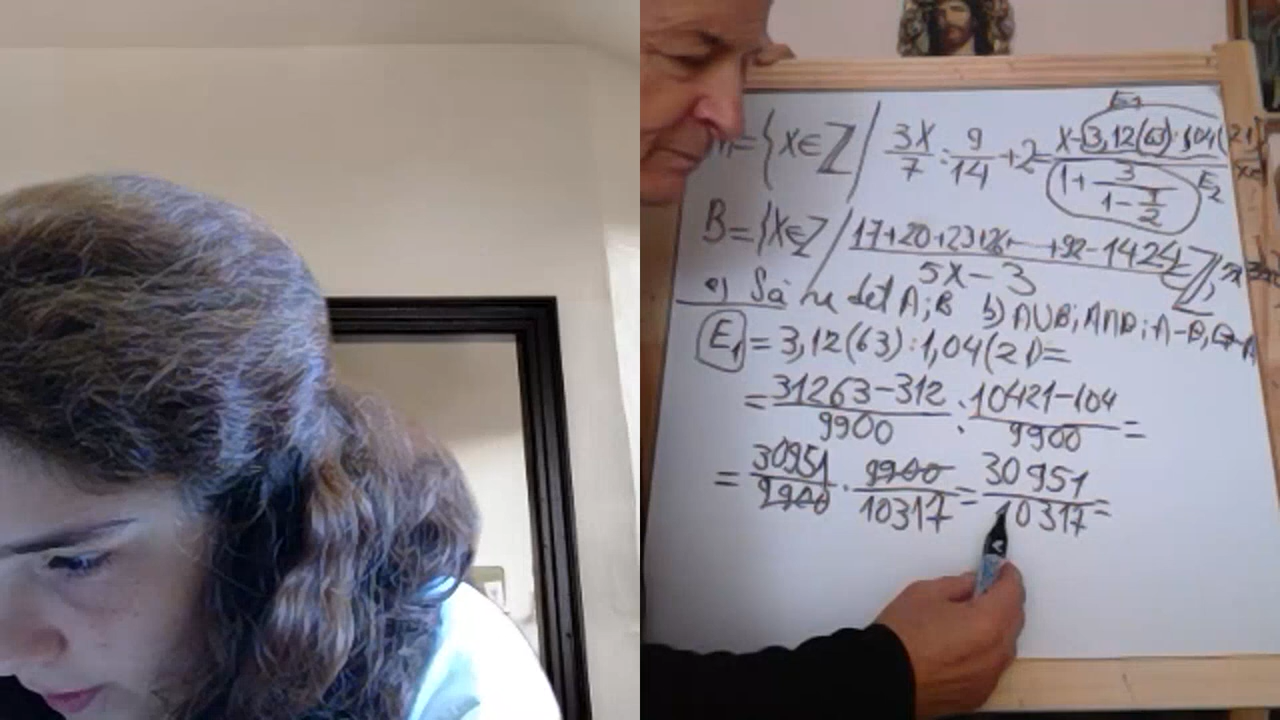 ={x∈Z/ 3x/7 : 9/14 + 2 = x-3,12(63):1,04(21) / 1+ 3/(1- 1/2) E1 E2
B={x∈Z/ 17+20+23+26+...+92-1424 / 5x-3 ∈Z};
a) Să se det A;B b) A∪B;A∩B;A-B;B-A
E1 = 3,12(63):1,04(21)=
= 31263-312 / 9900 : 10421-104 / 9900 =
= 30951 / 9900 · 9900 / 10317 = 30951 / 10317 =